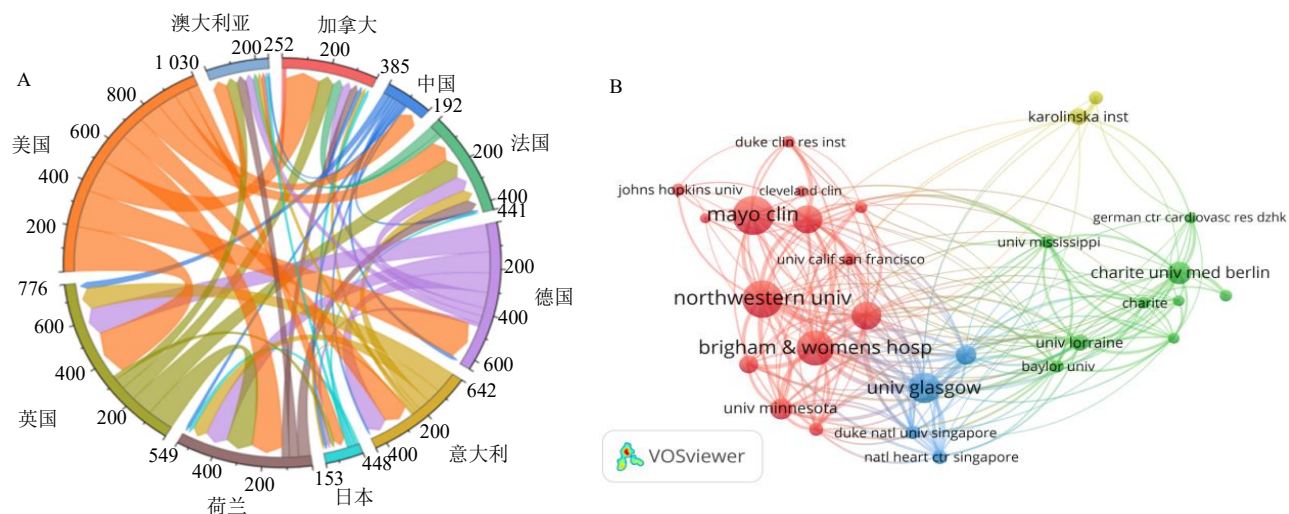 A
澳大利亚
200
252
加拿大
200
385
中国
192
法国
200
400
441
德国
200
400
600
642
意大利
200
400
448
日本
153
荷兰
200
400
549
英国
200
400
600
776
美国
200
400
600
800
1 030
B
karolinska inst
duke clin res inst
johns hopkins univ
cleveland clin
mayo clin
german ctr cardiovasc res dzhk
univ mississippi
univ calif san francisco
charite univ med berlin
northwestern univ
charite
brigham & womens hosp
univ lorraine
baylor univ
univ glasgow
univ minnesota
duke natl univ singapore
natl heart ctr singapore
VOSviewer